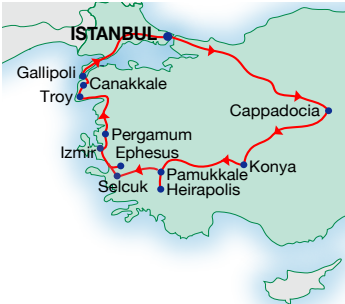 ISTANBUL
Gallipoli
Canakkale
Troy
Cappadocia
Pergamum
Izmir
Ephesus
Konya
Pamukkale
Selcuk
Heirapolis